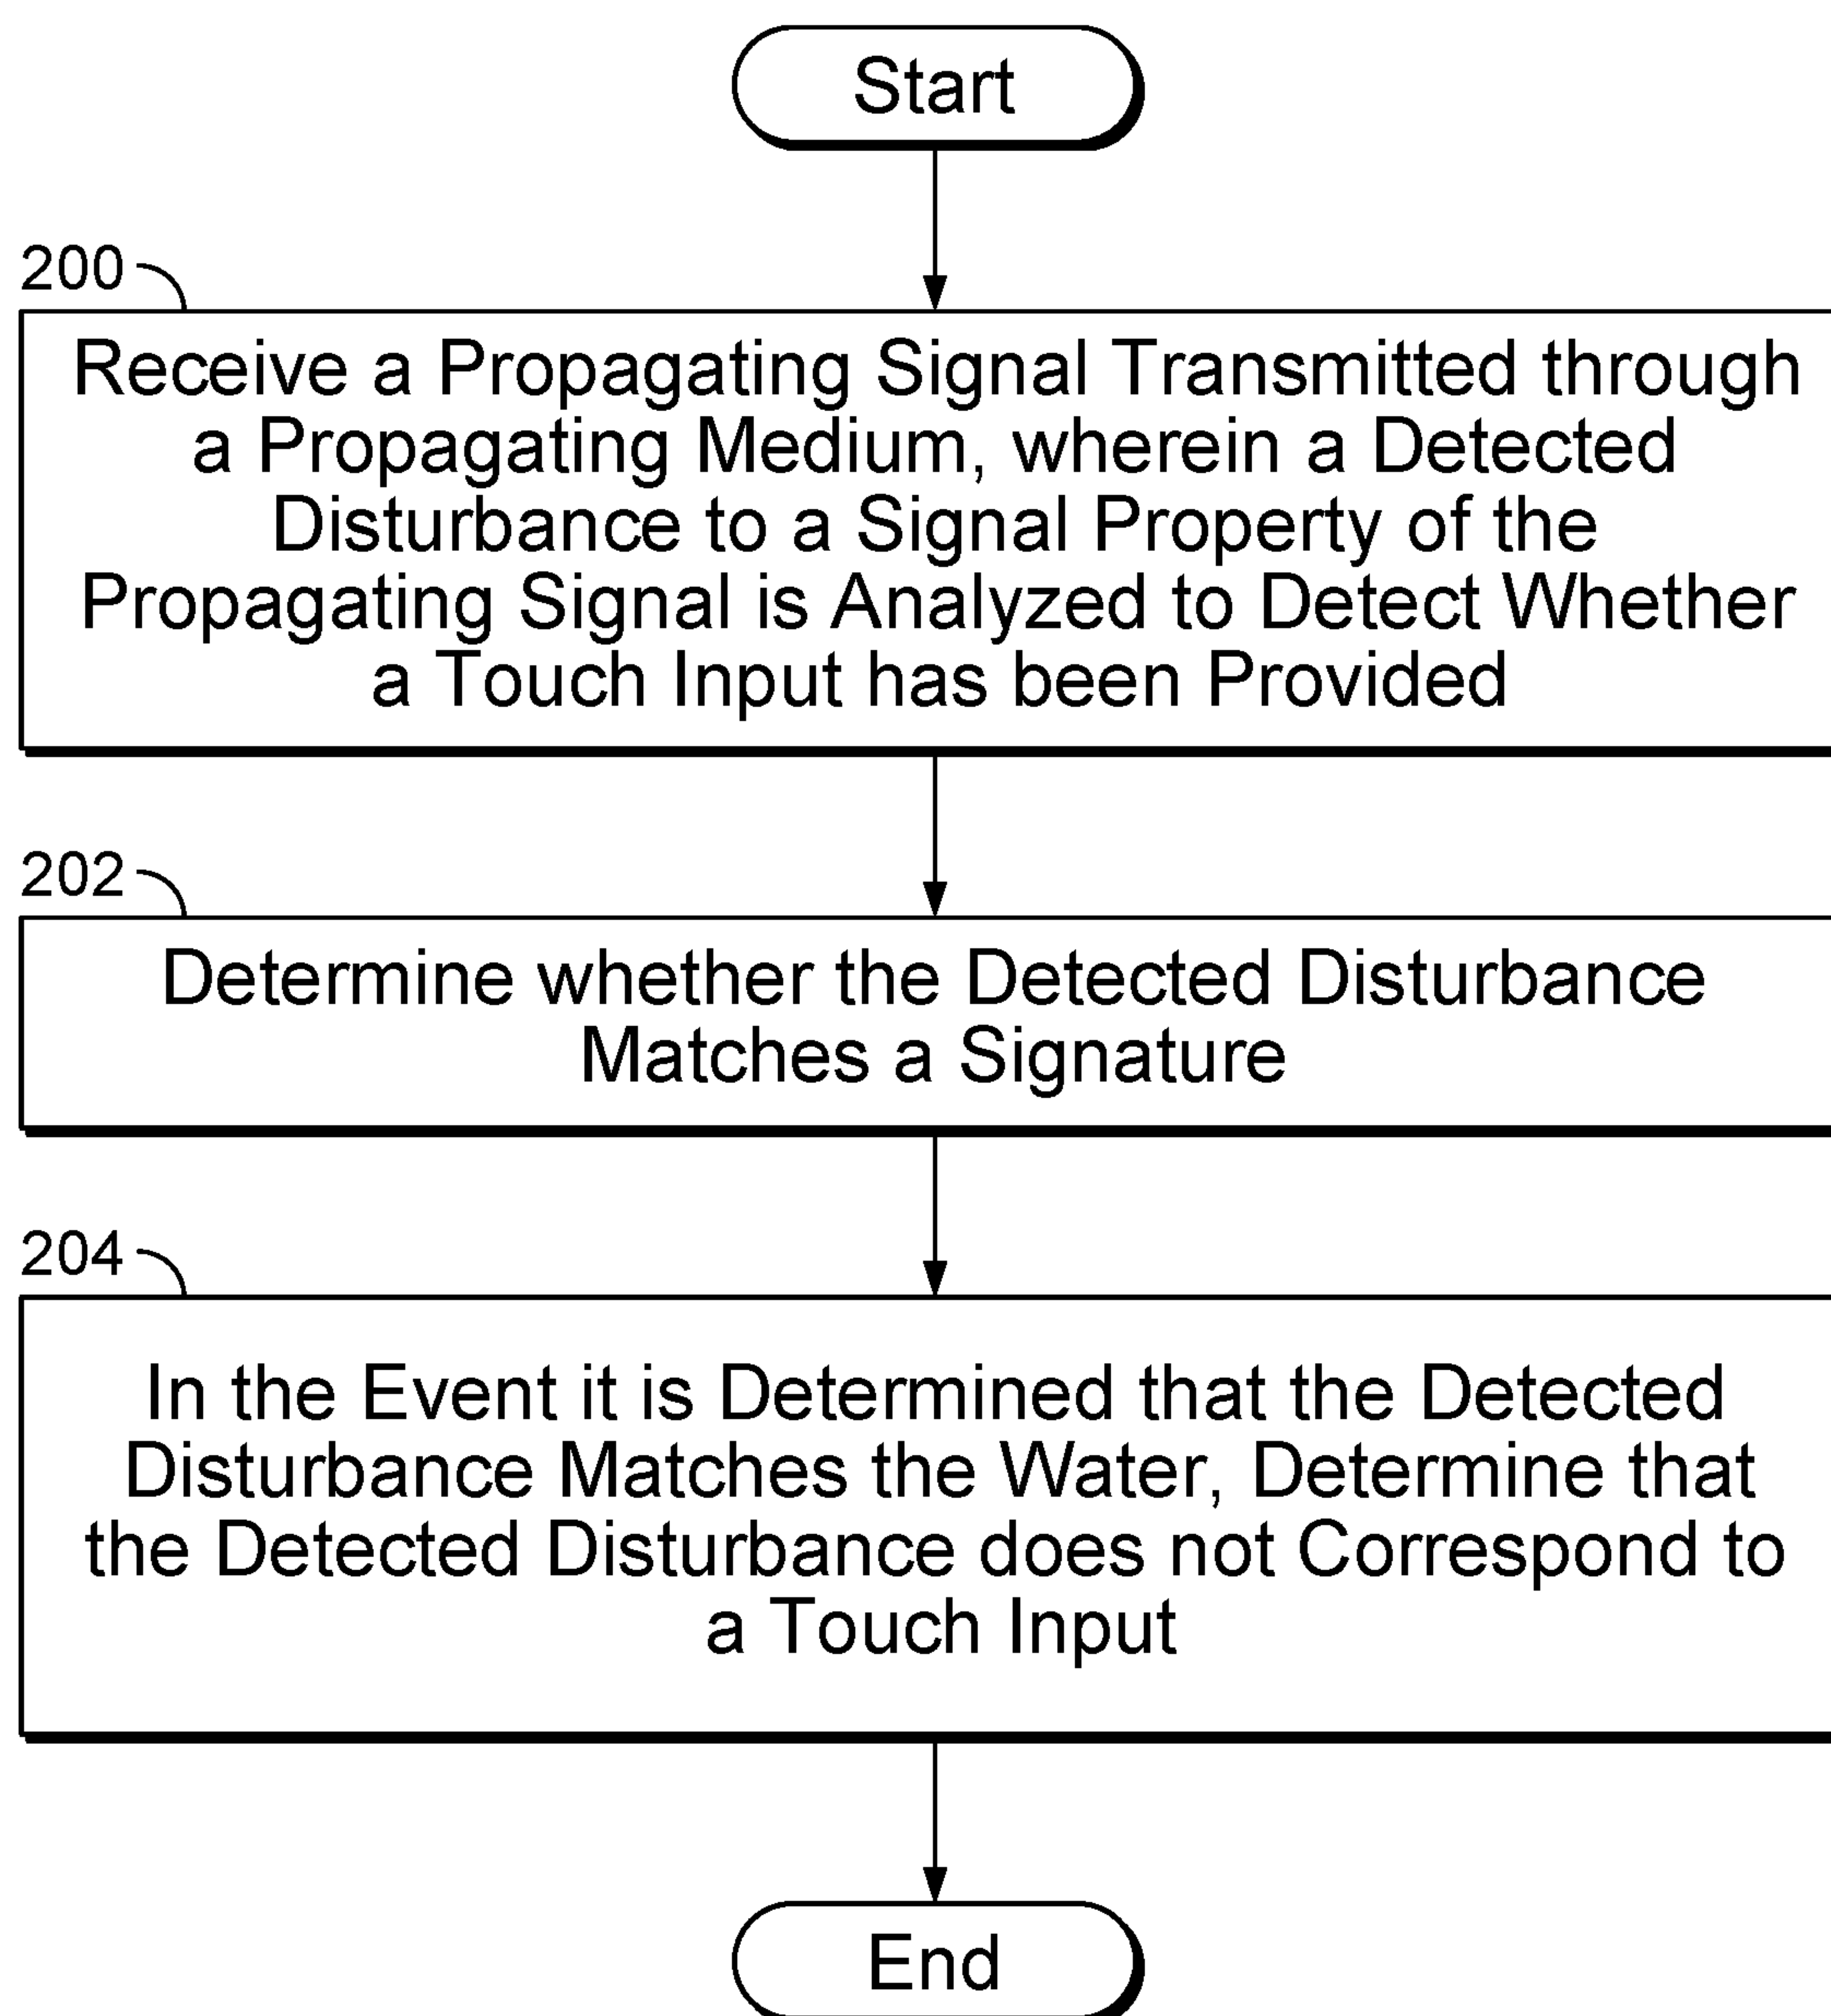 Start
200
Receive a Propagating Signal Transmitted through
a Propagating Medium, wherein a Detected
Disturbance to a Signal Property of the
Propagating Signal is Analyzed to Detect Whether
a Touch Input has been Provided
202
Determine whether the Detected Disturbance
Matches a Signature
204
In the Event it is Determined that the Detected
Disturbance Matches the Water, Determine that
the Detected Disturbance does not Correspond to
a Touch Input
End